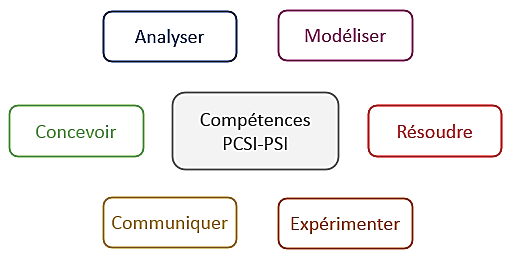 Analyser
Modéliser
Concevoir
Compétences
PCSI-PSI
Résoudre
Communiquer
Expérimenter